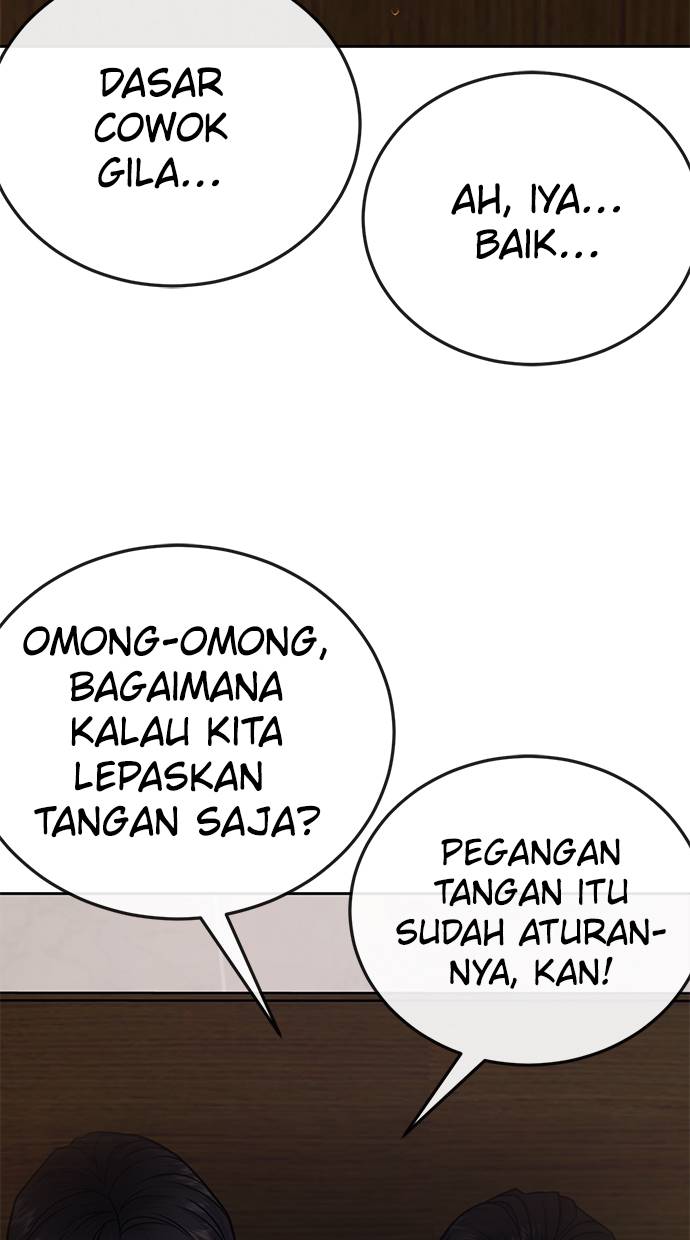 DASAR
COWOK
GILA...
AH, IYA...
BAIK...
OMONG-OMONG,
BAGAIMANA
KALAU KITA
LEPASKAN
TANGAN SAJA?
PEGANGAN
TANGAN ITU
SUDAH ATURAN-
NYA, KAN!